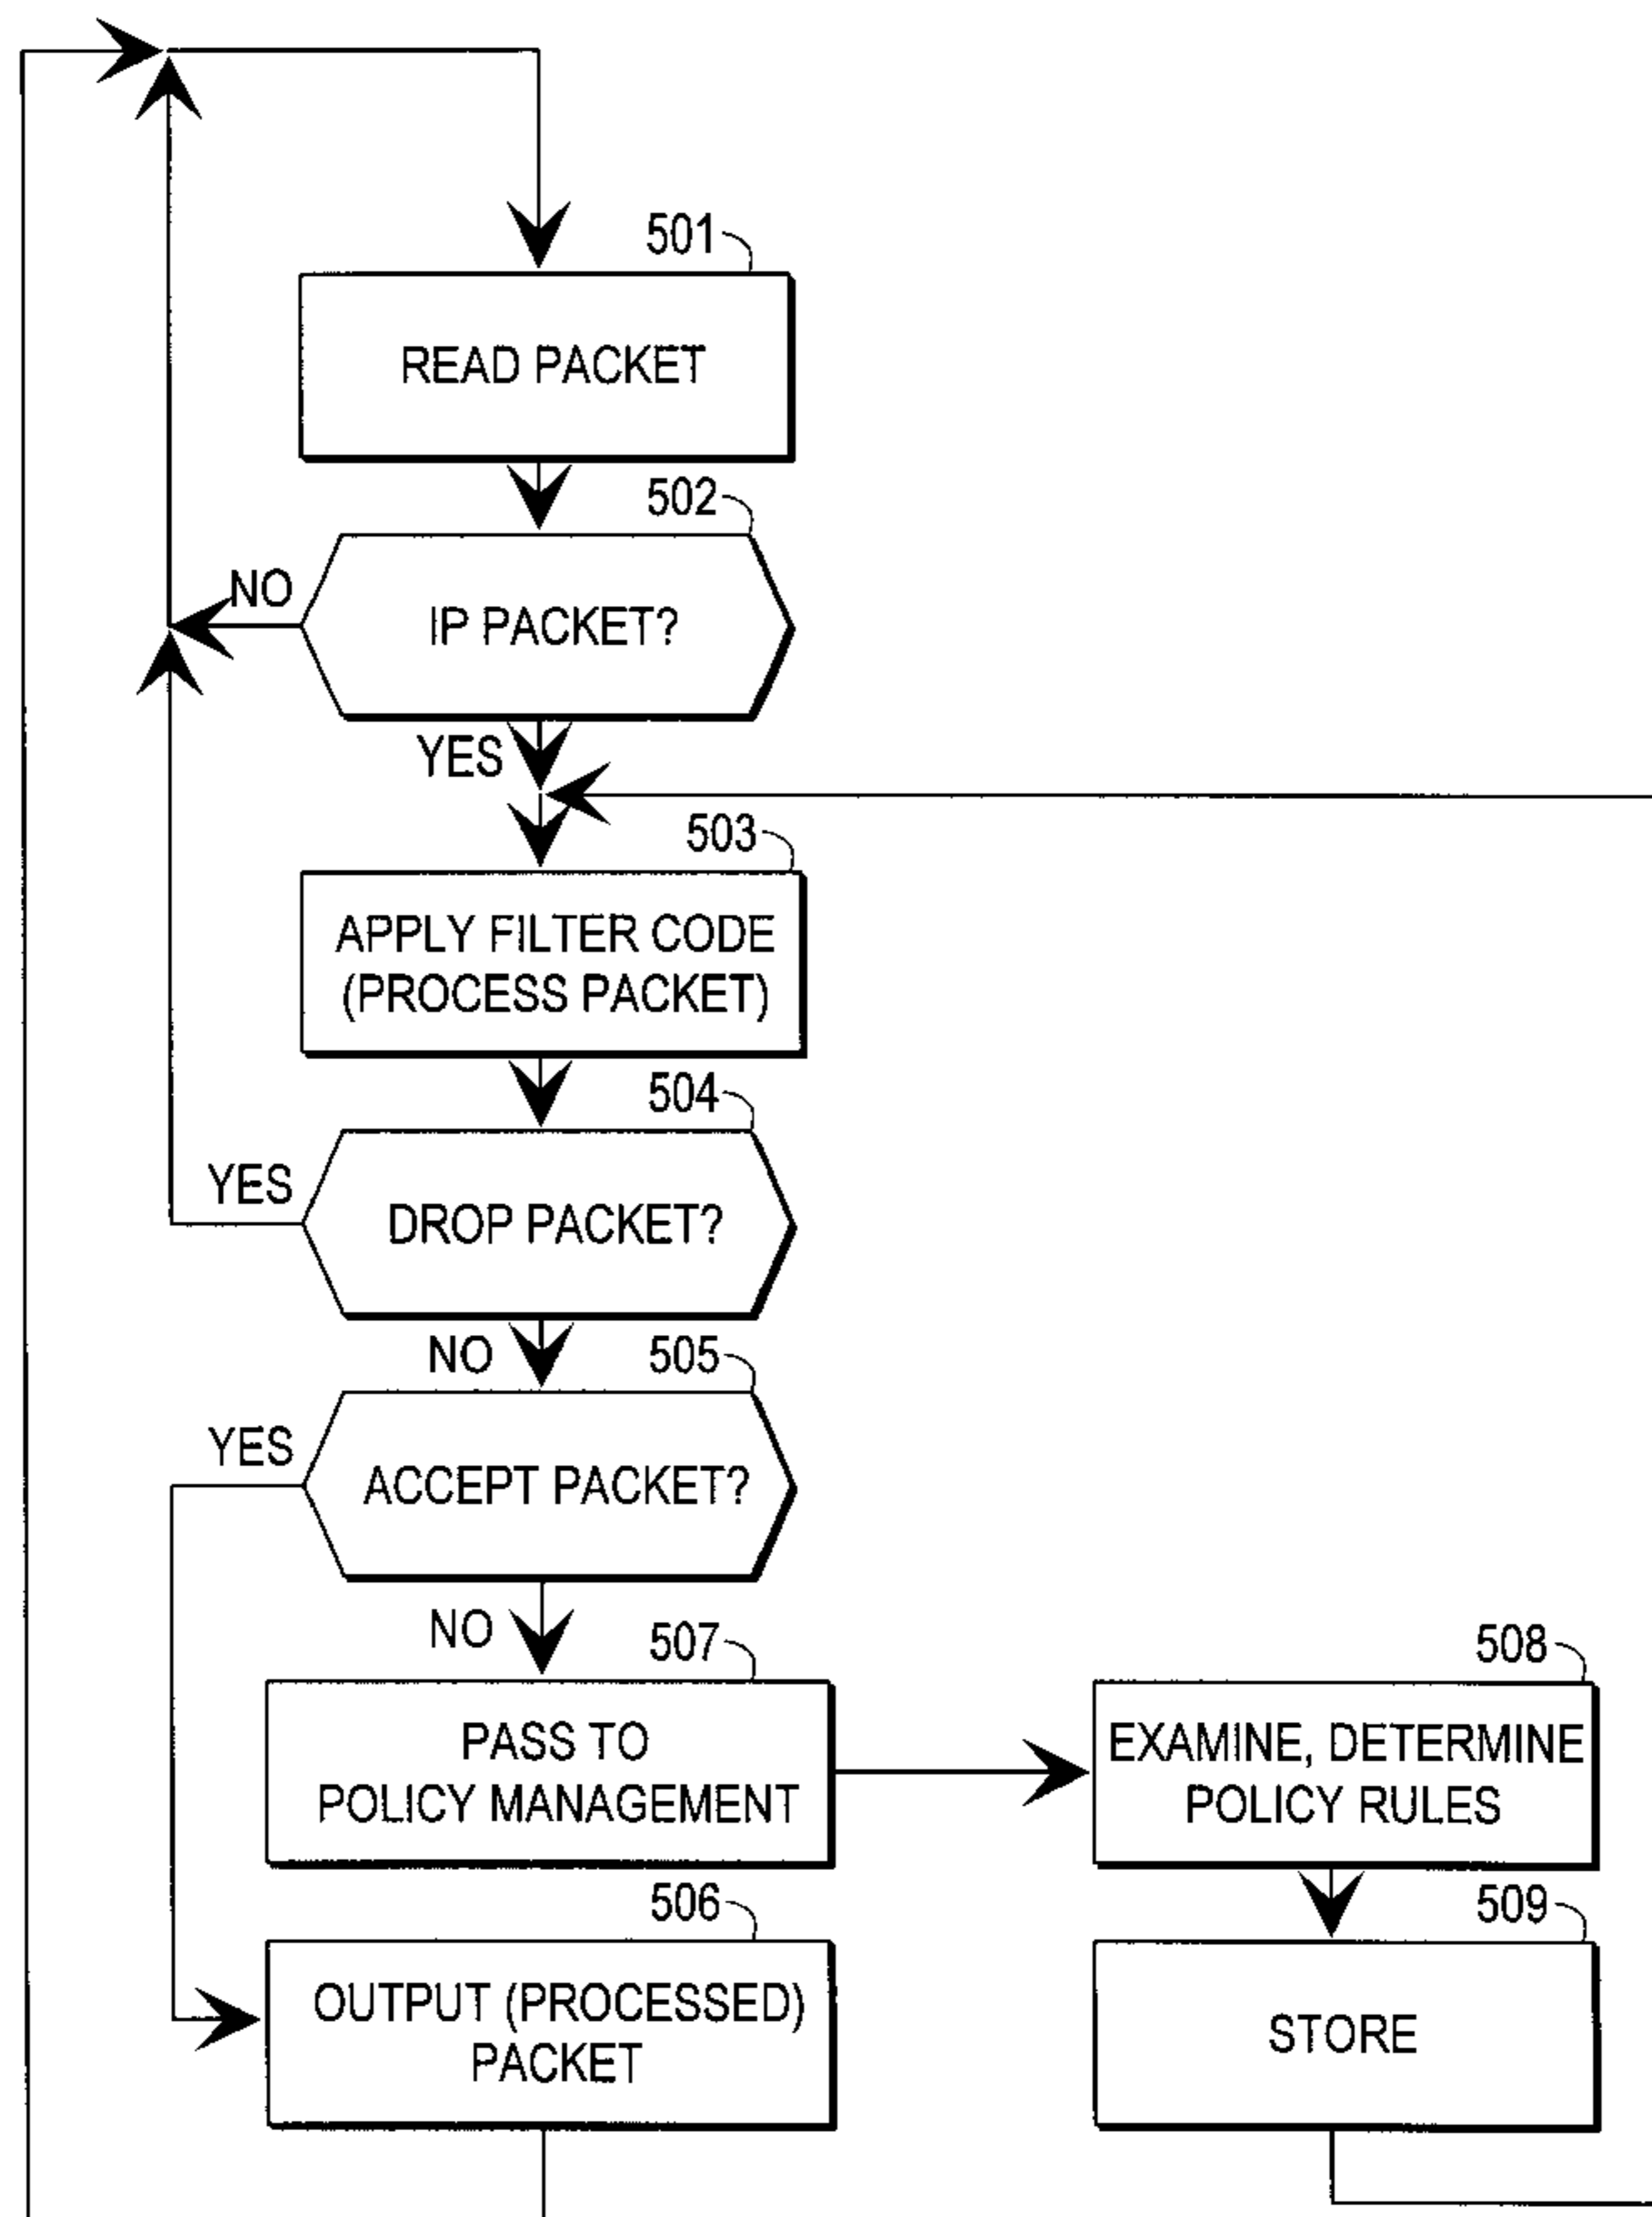 501
READ PACKET
502
NO
IP PACKET?
YES
503
APPLY FILTER CODE
(PROCESS PACKET)
504
YES
DROP PACKET?
NO
505
YES
ACCEPT PACKET?
NO
507
PASS TO
POLICY MANAGEMENT
508
EXAMINE, DETERMINE
POLICY RULES
506
OUTPUT (PROCESSED)
PACKET
509
STORE